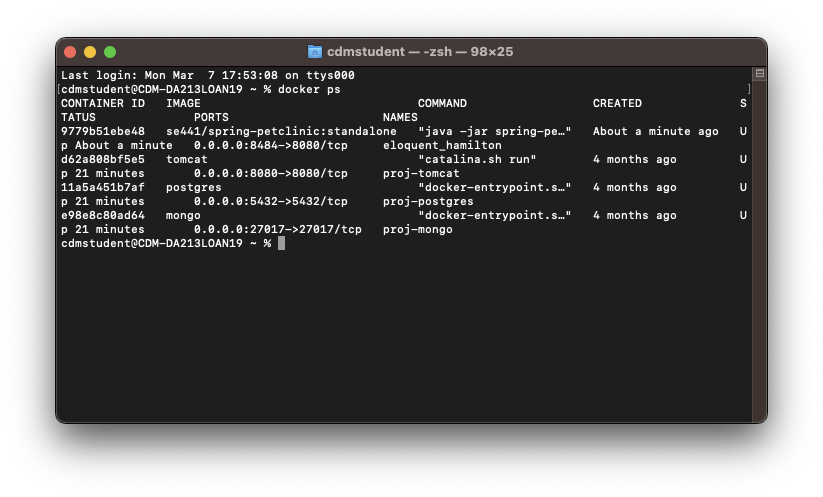 cdmstudent — -zsh — 98×25
Last login: Mon Mar  7 17:53:08 on ttys000
[cdmstudent@CDM-DA213LOAN19 ~ % docker ps ]
CONTAINER ID   IMAGE                               COMMAND                  CREATED              S
TATUS              PORTS                      NAMES
9779b51ebe48   se441/spring-petclinic:standalone   "java -jar spring-pe…"   About a minute ago   U
p About a minute   0.0.0.0:8484->8080/tcp     eloquent_hamilton
d62a808bf5e5   tomcat                              "catalina.sh run"        4 months ago         U
p 21 minutes       0.0.0.0:8080->8080/tcp     proj-tomcat
11a5a451b7af   postgres                            "docker-entrypoint.s…"   4 months ago         U
p 21 minutes       0.0.0.0:5432->5432/tcp     proj-postgres
e98e8c80ad64   mongo                               "docker-entrypoint.s…"   4 months ago         U
p 21 minutes       0.0.0.0:27017->27017/tcp   proj-mongo
cdmstudent@CDM-DA213LOAN19 ~ %